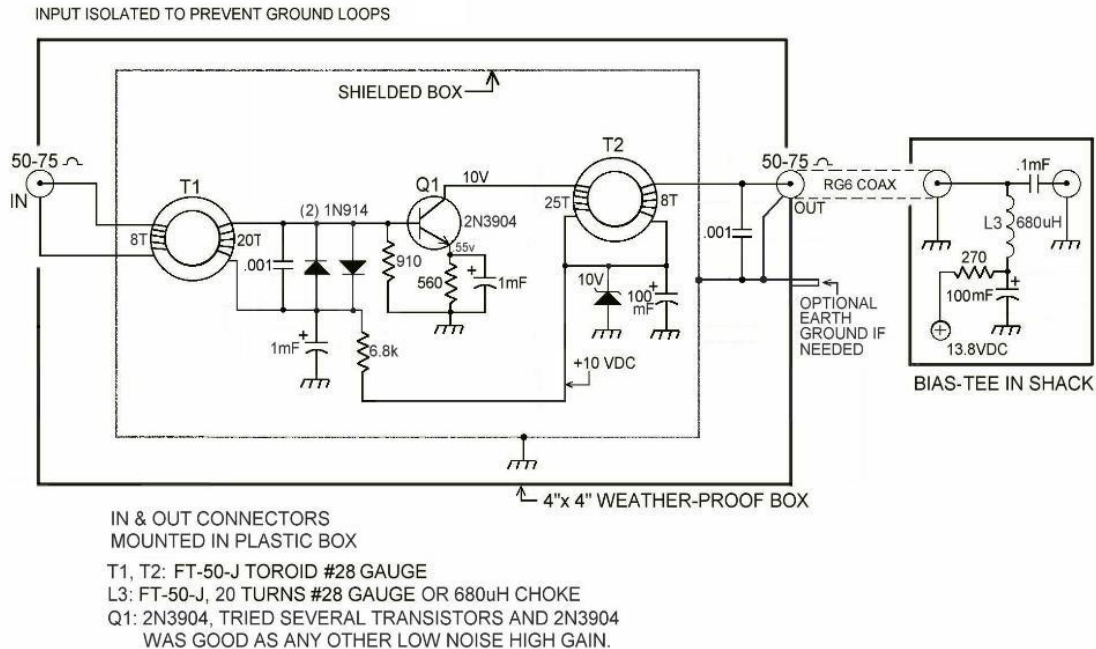 INPUT ISOLATED TO PREVENT GROUND LOOPS
SHIELDED BOX
50-75
IN
T1
8T
20T
.001
(2) 1N914
1mF
+
6.8k
910
Q1
2N3904
10V
.55v
560
+
1mF
T2
25T
8T
10V
100
mF
+
+10 VDC
.001
50-75
OUT
RG6 COAX
OPTIONAL
EARTH
GROUND IF
NEEDED
.1mF
L3
680uH
270
+
100mF
+
13.8VDC
BIAS-TEE IN SHACK
4"x 4" WEATHER-PROOF BOX
IN & OUT CONNECTORS
MOUNTED IN PLASTIC BOX
T1, T2: FT-50-J TOROID #28 GAUGE
L3: FT-50-J, 20 TURNS #28 GAUGE OR 680uH CHOKE
Q1: 2N3904, TRIED SEVERAL TRANSISTORS AND 2N3904
WAS GOOD AS ANY OTHER LOW NOISE HIGH GAIN.